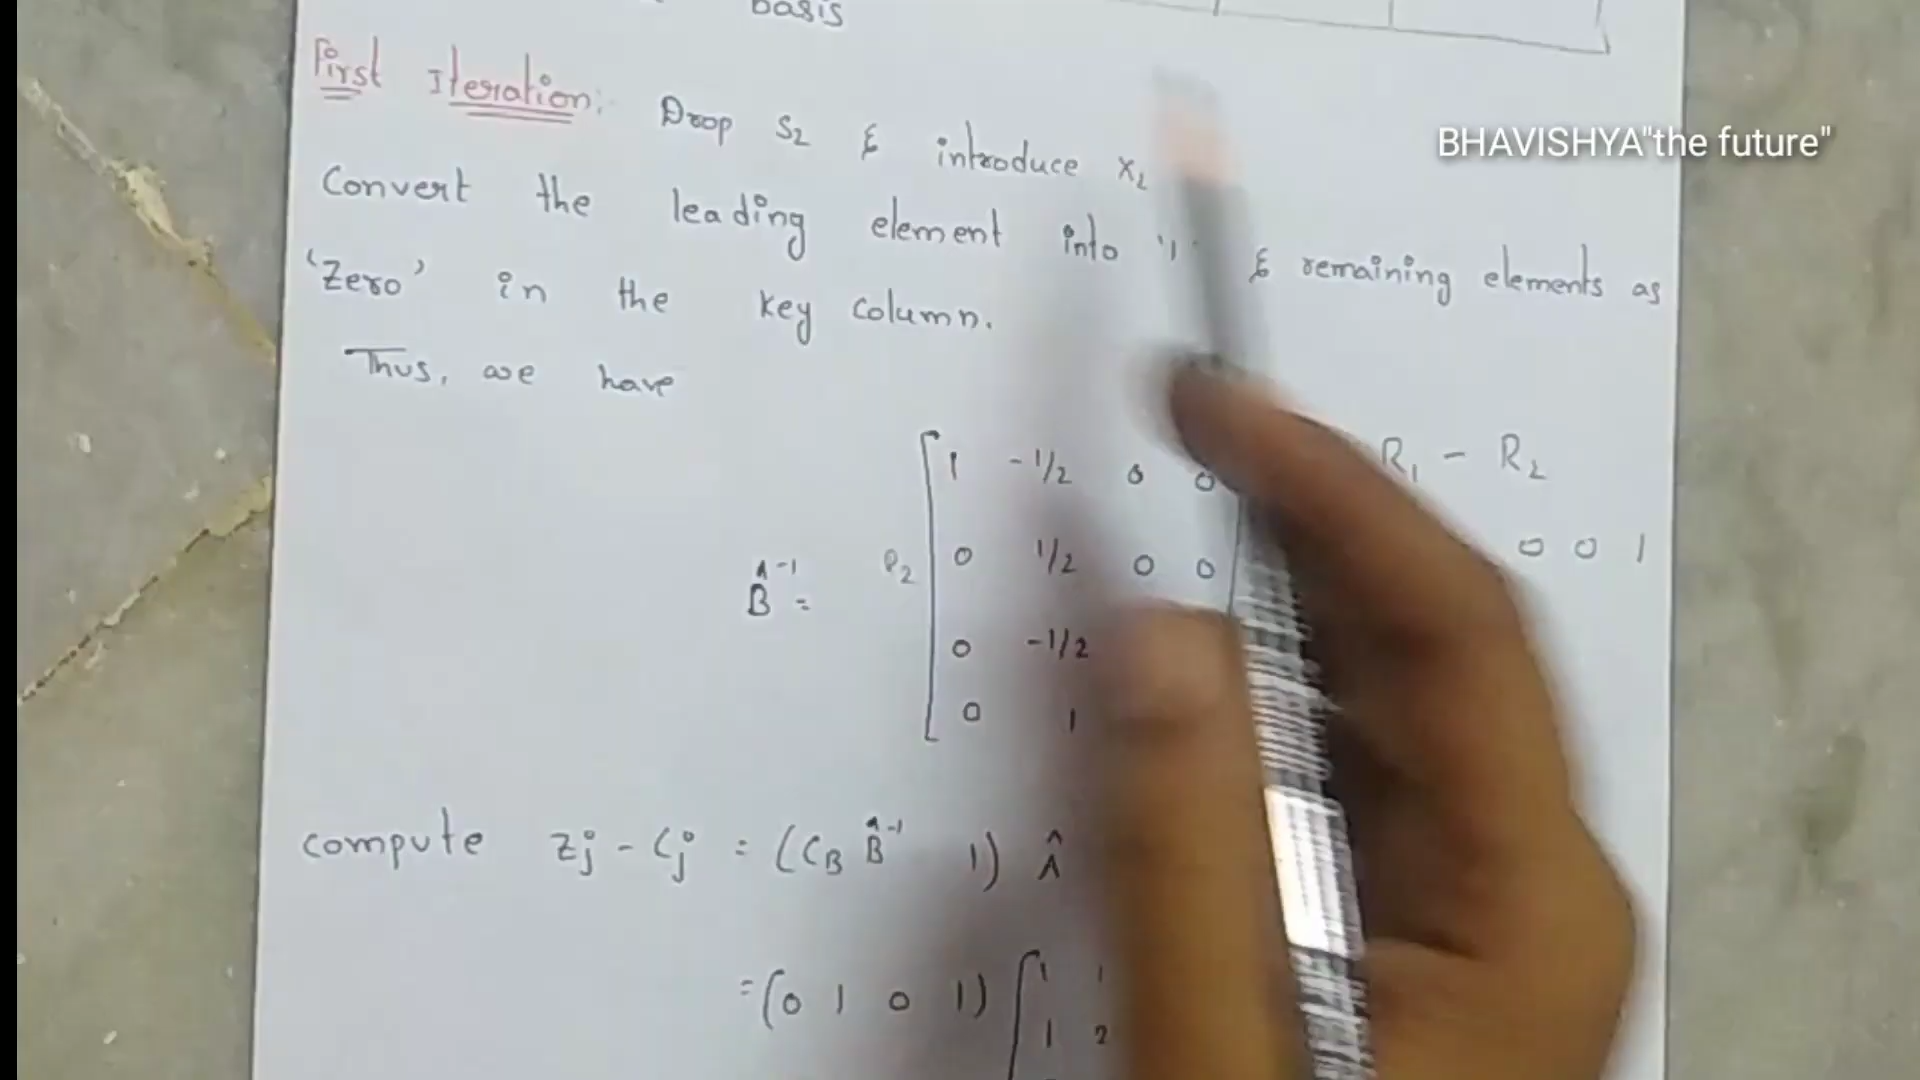 basis
First Iteration: Drop S2 & introduce x2
BHAVISHYA"the future"
Convert the leading element into '1' & remaining elements as
'Zero' in the key column.
Thus, we have
1 -1/2 0 0 R1 - R2
0 1/2 0 0 0 0 1
B̂⁻¹ =
0 -1/2
0 1
compute Zj - Cj = (CB B̂⁻¹ 1) Â
= (0 1 0 1) [1 1
1 2